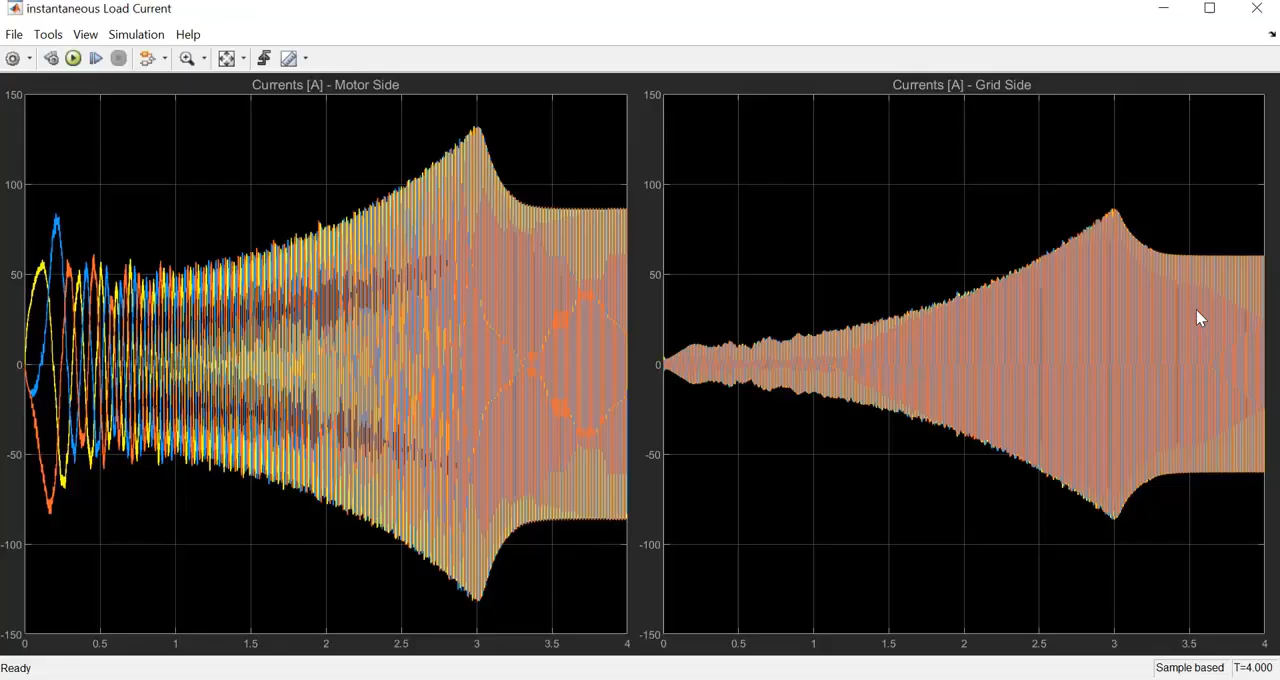 instantaneous Load Current
File Tools View Simulation Help
Currents [A] - Motor Side
150
100
50
0
-50
-100
-150
0 0.5 1 1.5 2 2.5 3 3.5 4
Currents [A] - Grid Side
150
100
50
0
-50
-100
-150
0 0.5 1 1.5 2 2.5 3 3.5 4
Ready
Sample based T=4.000